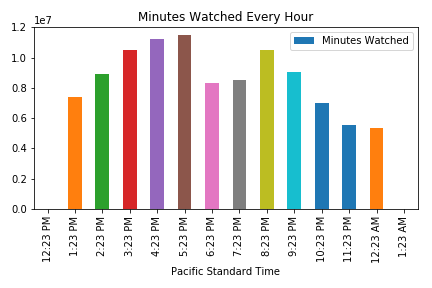 Minutes Watched Every Hour
1e7
Minutes Watched
1.2
1.0
0.8
0.6
0.4
0.2
0.0
12:23 PM
1:23 PM
2:23 PM
3:23 PM
4:23 PM
5:23 PM
6:23 PM
7:23 PM
8:23 PM
9:23 PM
10:23 PM
11:23 PM
12:23 AM
1:23 AM
Pacific Standard Time